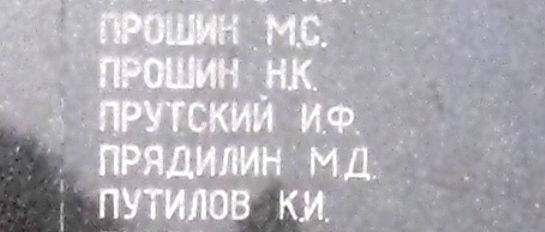 ПРОШИН М.С.
ПРОШИН Н.К.
ПРУТСКИЙ И.Ф.
ПРЯДИЛИН М.Д.
ПУТИЛОВ К.И.